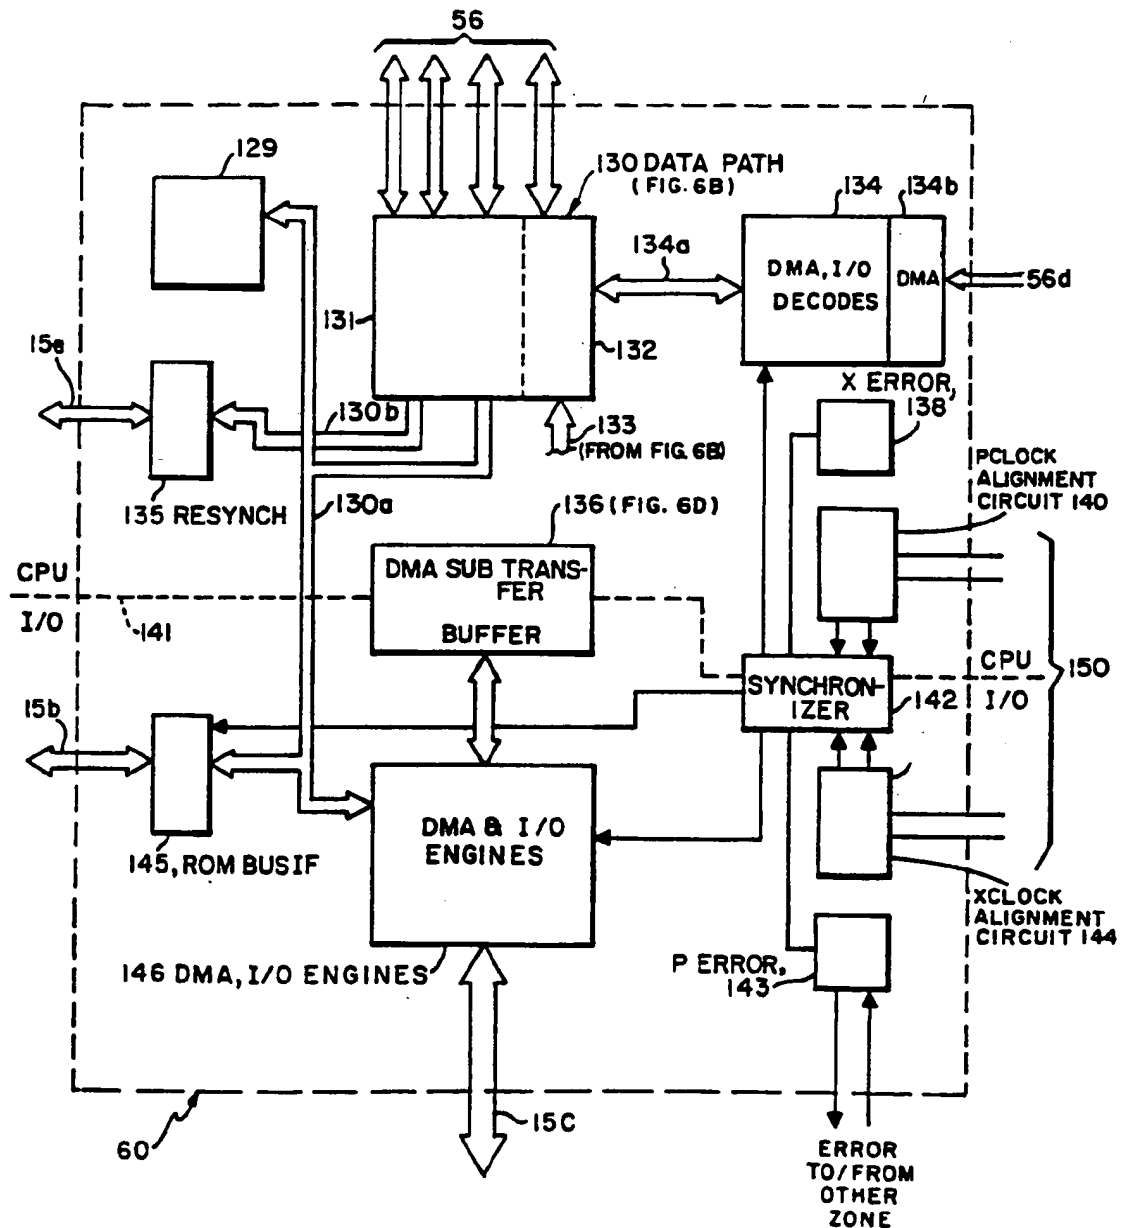 56
129
130 DATA PATH
(FIG. 6B)
134
134b
134a
DMA, I/O
DECODES
DMA
56d
131
132
15e
X ERROR,
138
130b
133
(FROM FIG. 6B)
PCLOCK
ALIGNMENT
CIRCUIT 140
135 RESYNCH
130a
136 (FIG. 6D)
CPU
I/O
141
DMA SUB TRANS-
FER
BUFFER
CPU
I/O
150
SYNCHRON-
IZER
142
15b
DMA & I/O
ENGINES
145, ROM BUSIF
XCLOCK
ALIGNMENT
CIRCUIT 144
146 DMA, I/O ENGINES
P ERROR,
143
15C
60
ERROR
TO/FROM
OTHER
ZONE